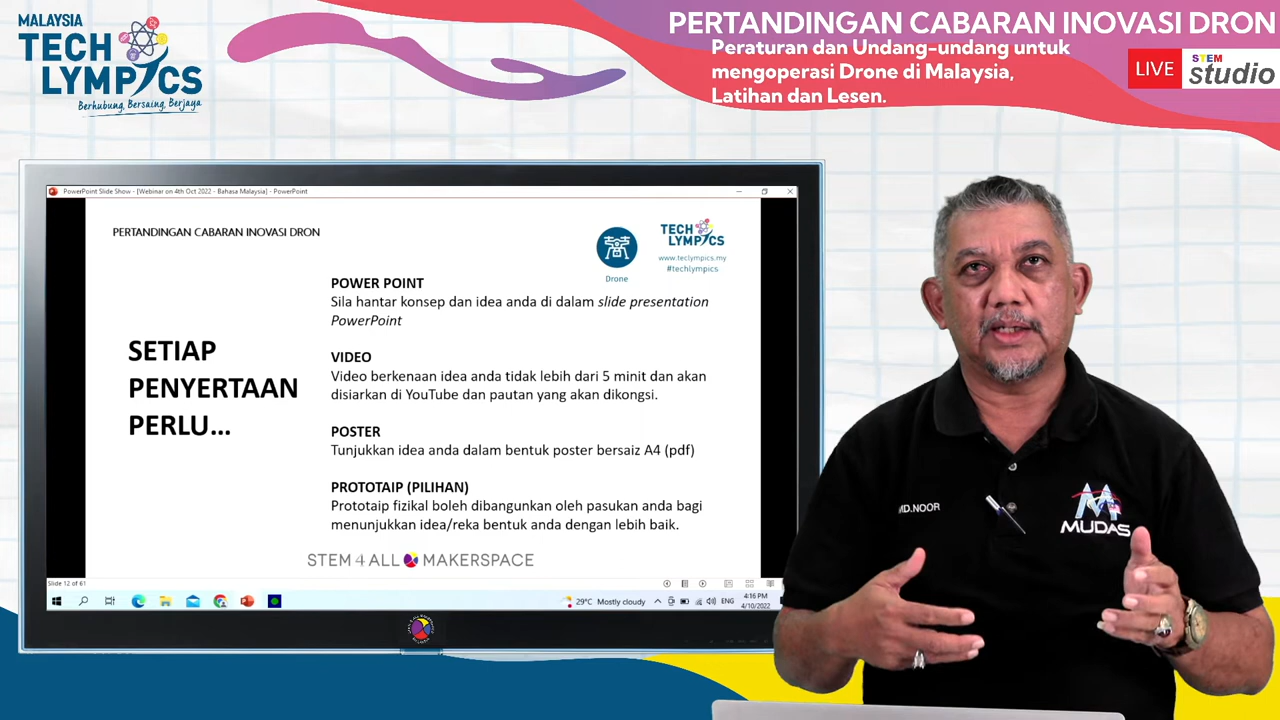 MALAYSIA
TECH
LYMPICS
Berhubung, Bersaing, Berjaya
PERTANDINGAN CABARAN INOVASI DRON
Peraturan dan Undang-undang untuk
mengoperasi Drone di Malaysia,
Latihan dan Lesen.
LIVE
STEM
studio
PowerPoint Slide Show - [Webinar on 4th Oct 2022 - Bahasa Malaysia] - PowerPoint
PERTANDINGAN CABARAN INOVASI DRON
Drone
TECH
LYMPICS
www.teclympics.my
#techlympics
SETIAP
PENYERTAAN
PERLU...
POWER POINT
Sila hantar konsep dan idea anda di dalam slide presentation
PowerPoint
VIDEO
Video berkenaan idea anda tidak lebih dari 5 minit dan akan
disiarkan di YouTube dan pautan yang akan dikongsi.
POSTER
Tunjukkan idea anda dalam bentuk poster bersaiz A4 (pdf)
PROTOTAIP (PILIHAN)
Prototaip fizikal boleh dibangunkan oleh pasukan anda bagi
menunjukkan idea/reka bentuk anda dengan lebih baik.
STEM 4 ALL MAKERSPACE
Slide 12 of 61
29°C Mostly cloudy
ENG
4:16 PM
4/10/2022
MD.NOOR
MUDAS